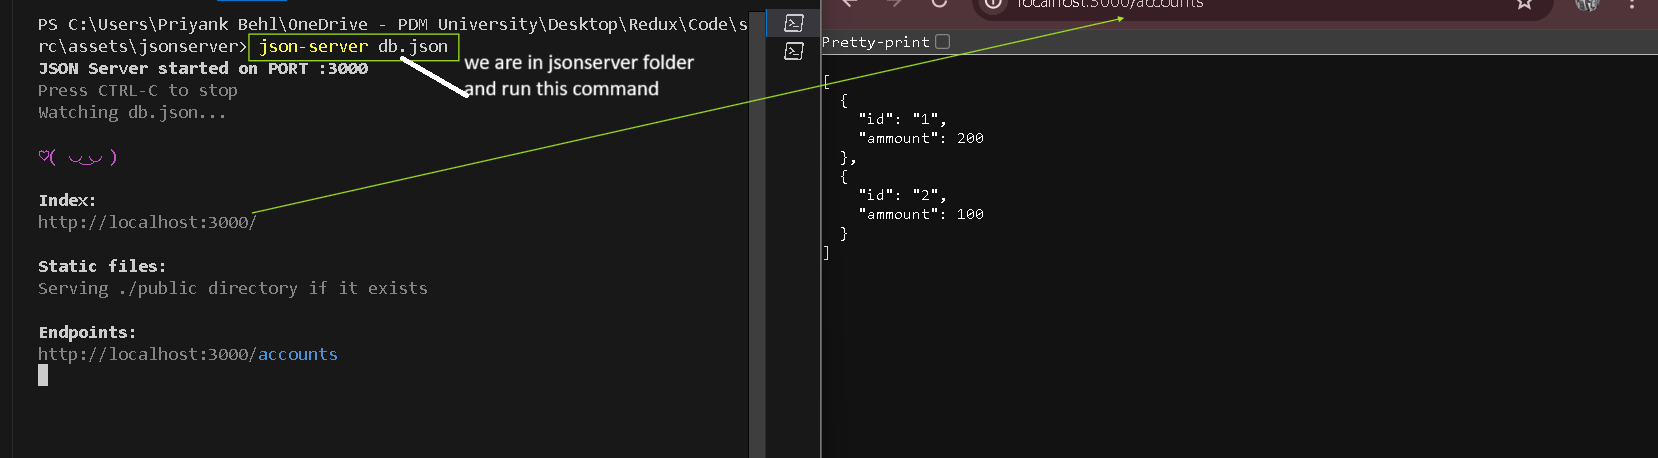 PS C:\Users\Priyank Behl\OneDrive - PDM University\Desktop\Redux\Code\s
rc\assets\jsonserver> json-server db.json
JSON Server started on PORT :3000
Press CTRL-C to stop
Watching db.json...
♡( ◡‿◡ )
Index:
http://localhost:3000/
Static files:
Serving ./public directory if it exists
Endpoints:
http://localhost:3000/accounts
we are in jsonserver folder
and run this command
localhost:3000/accounts
Pretty-print
[
{
"id": "1",
"ammount": 200
},
{
"id": "2",
"ammount": 100
}
]